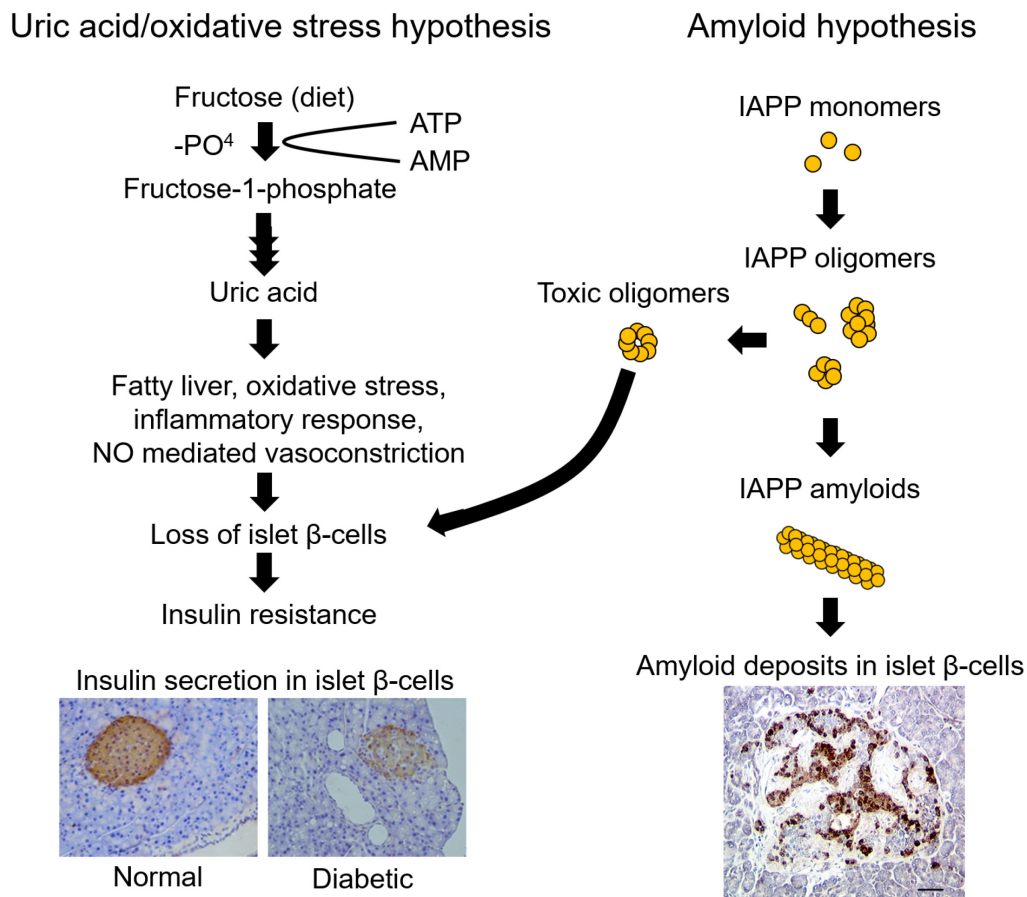 Uric acid/oxidative stress hypothesis
Fructose (diet)
-PO⁴
ATP
AMP
Fructose-1-phosphate
Uric acid
Fatty liver, oxidative stress,
inflammatory response,
NO mediated vasoconstriction
Loss of islet β-cells
Insulin resistance
Insulin secretion in islet β-cells
Normal
Diabetic
Amyloid hypothesis
IAPP monomers
IAPP oligomers
Toxic oligomers
IAPP amyloids
Amyloid deposits in islet β-cells